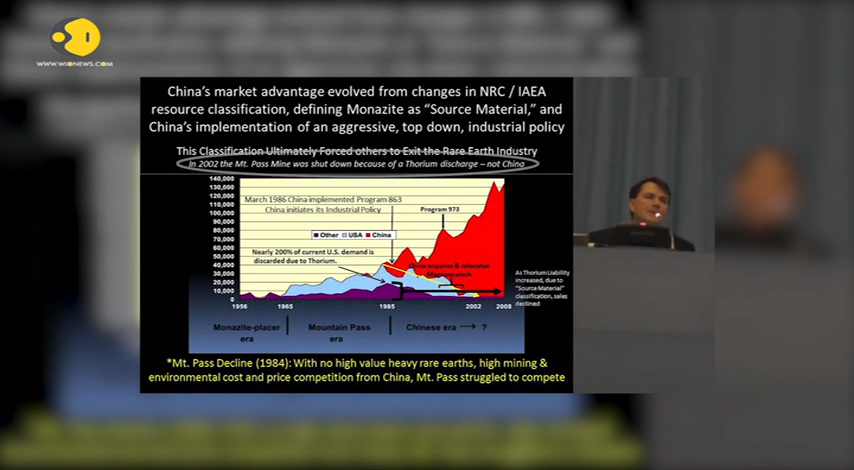 WWW.WIONEWS.COM
China's market advantage evolved from changes in NRC / IAEA
resource classification, defining Monazite as "Source Material," and
China's implementation of an aggressive, top down, industrial policy
This Classification Ultimately Forced others to Exit the Rare Earth Industry
In 2002 the Mt. Pass Mine was shut down because of a Thorium discharge – not China
140,000
130,000
120,000
110,000
100,000
90,000
80,000
70,000
60,000
50,000
40,000
30,000
20,000
10,000
0
March 1986 China implemented Program 863
China initiates its Industrial Policy
Program 973
Other USA China
Nearly 200% of current U.S. demand is
discarded due to Thorium.
China acquires & relocates
Magnequench
As Thorium Liability
increased, due to
"Source Material"
classification, sales
declined
1956 1965 1985 2002 2008
Monazite-placer
era
Mountain Pass
era
Chinese era → ?
*Mt. Pass Decline (1984): With no high value heavy rare earths, high mining &
environmental cost and price competition from China, Mt. Pass struggled to compete